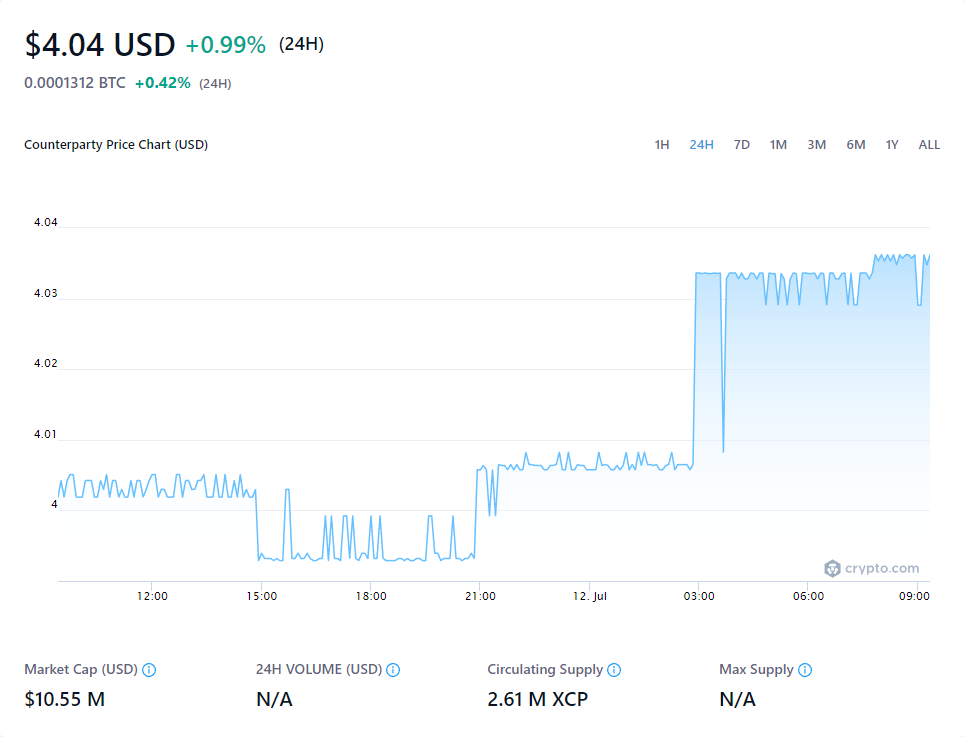 $4.04 USD +0.99% (24H)
0.0001312 BTC +0.42% (24H)
Counterparty Price Chart (USD) 1H 24H 7D 1M 3M 6M 1Y ALL
4.04
4.03
4.02
4.01
4
crypto.com
12:00 15:00 18:00 21:00 12. Jul 03:00 06:00 09:00
Market Cap (USD) 24H VOLUME (USD) Circulating Supply Max Supply
$10.55 M N/A 2.61 M XCP N/A